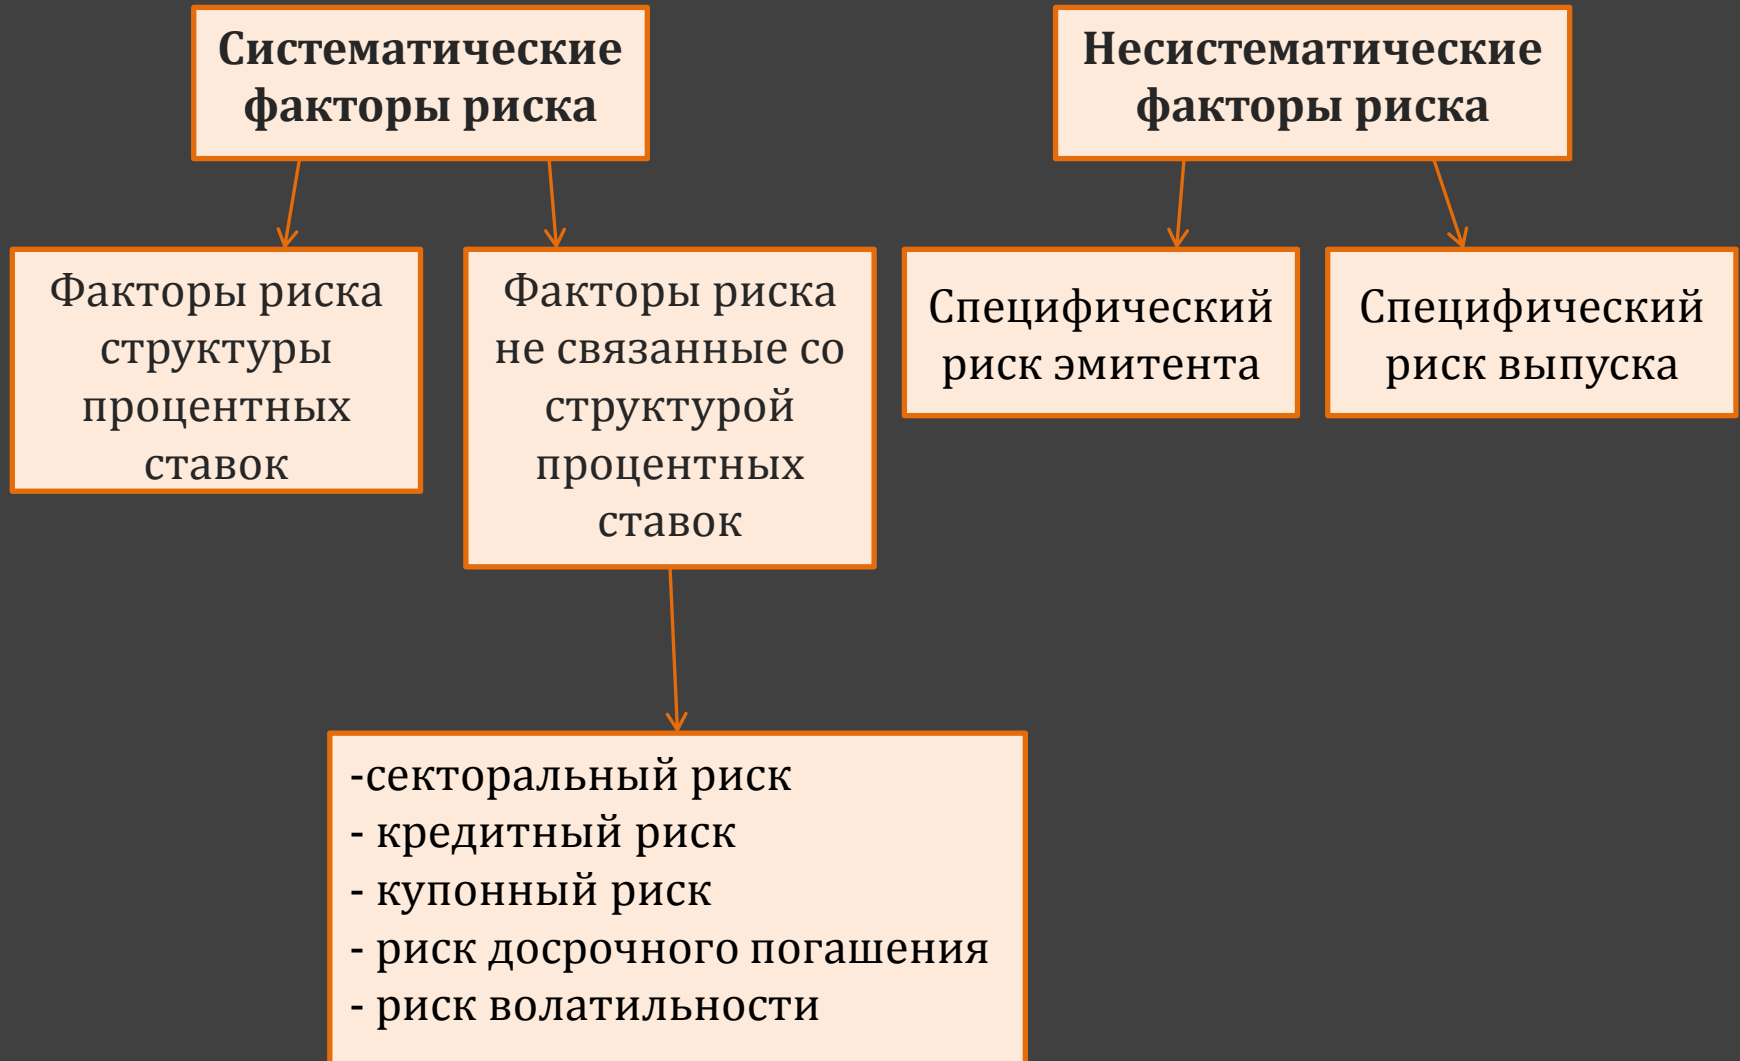 Систематические
факторы риска
Несистематические
факторы риска
Факторы риска
структуры
процентных
ставок
Факторы риска
не связанные со
структурой
процентных
ставок
Специфический
риск эмитента
Специфический
риск выпуска
-секторальный риск
- кредитный риск
- купонный риск
- риск досрочного погашения
- риск волатильности